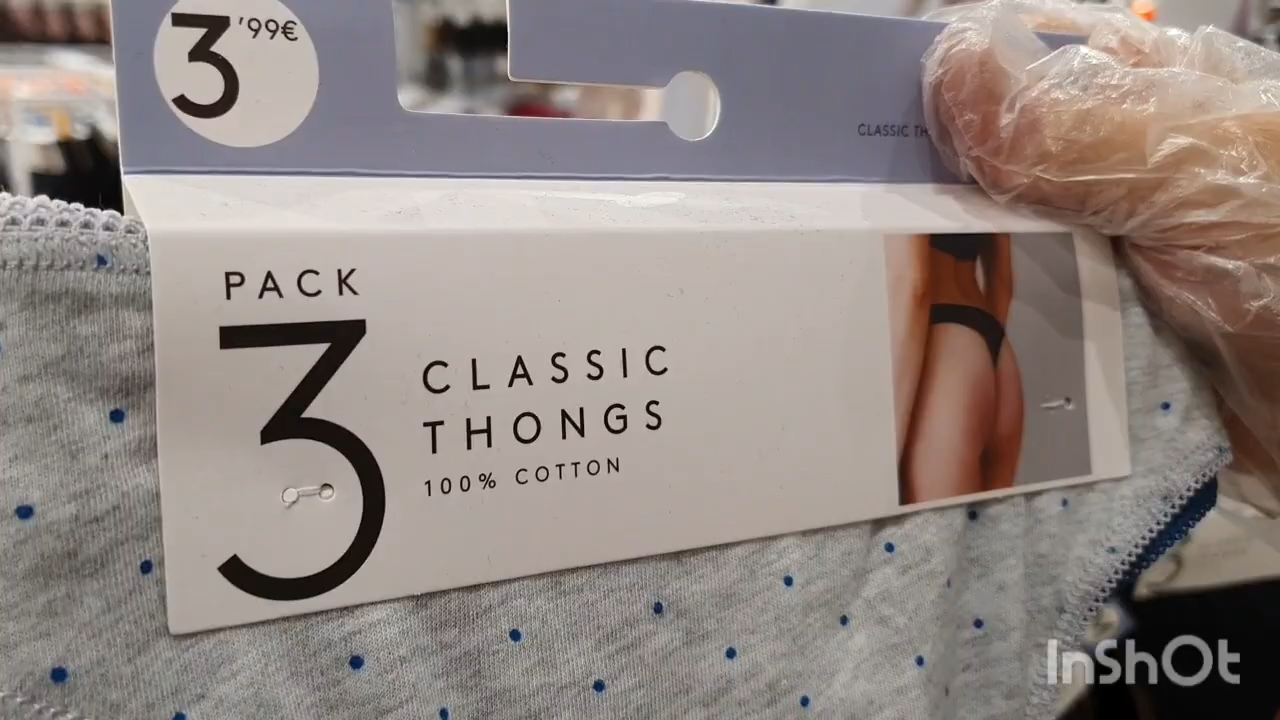 3'99€
CLASSIC TH
PACK
3
CLASSIC
THONGS
100% COTTON
InShOt